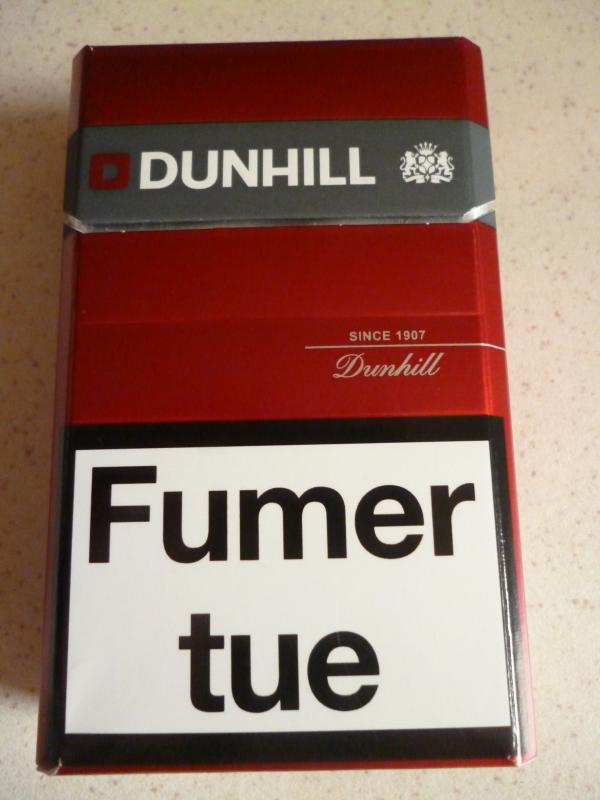 DUNHILL
SINCE 1907
Dunhill
Fumer
tue